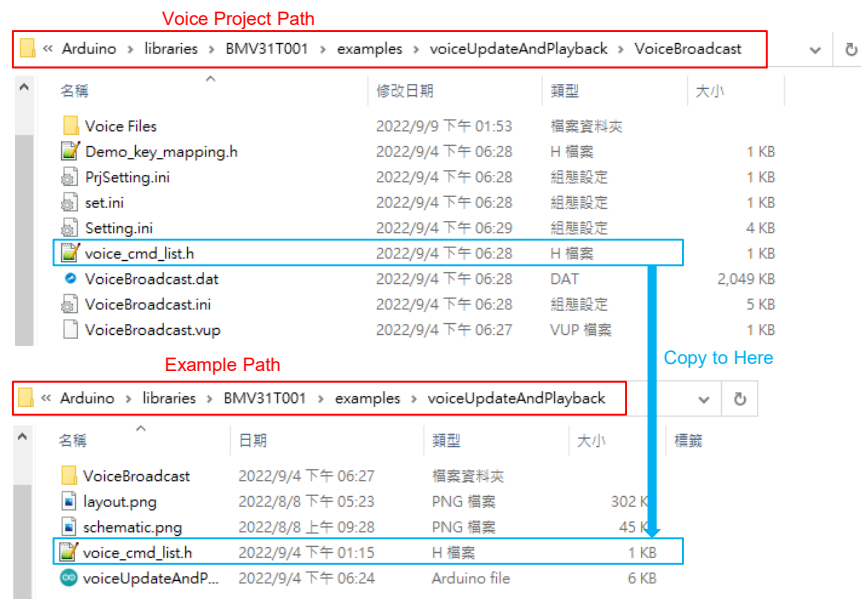 Voice Project Path
« Arduino › libraries › BMV31T001 › examples › voiceUpdateAndPlayback › VoiceBroadcast
名稱 修改日期 類型 大小
Voice Files 2022/9/9 下午 01:53 檔案資料夾
Demo_key_mapping.h 2022/9/4 下午 06:28 H 檔案 1 KB
PrjSetting.ini 2022/9/4 下午 06:28 組態設定 1 KB
set.ini 2022/9/4 下午 06:28 組態設定 1 KB
Setting.ini 2022/9/4 下午 06:29 組態設定 4 KB
voice_cmd_list.h 2022/9/4 下午 06:28 H 檔案 1 KB
VoiceBroadcast.dat 2022/9/4 下午 06:28 DAT 2,049 KB
VoiceBroadcast.ini 2022/9/4 下午 06:28 組態設定 5 KB
VoiceBroadcast.vup 2022/9/4 下午 06:27 VUP 檔案 1 KB
Example Path
Copy to Here
« Arduino › libraries › BMV31T001 › examples › voiceUpdateAndPlayback
名稱 日期 類型 大小 標籤
VoiceBroadcast 2022/9/4 下午 06:27 檔案資料夾
layout.png 2022/8/8 下午 05:23 PNG 檔案 302 K
schematic.png 2022/8/8 上午 09:28 PNG 檔案 45 K
voice_cmd_list.h 2022/9/4 下午 01:15 H 檔案 1 KB
voiceUpdateAndP... 2022/9/4 下午 06:24 Arduino file 6 KB